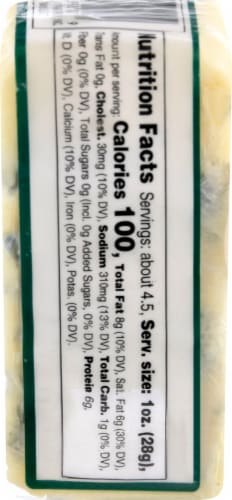 Nutrition Facts Servings: about 4.5, Serv. size: 1oz. (28g),
mount per serving: Calories 100, Total Fat 8g (10% DV), Sat. Fat 6g (30% DV),
ans Fat 0g, Cholest. 30mg (10% DV), Sodium 310mg (13% DV), Total Carb. 1g (0% DV),
ber 0g (0% DV), Total Sugars 0g (Incl. 0g Added Sugars, 0% DV), Protein 6g,
D (0% DV), Calcium (10% DV), Iron (0% DV), Potas. (0% DV).